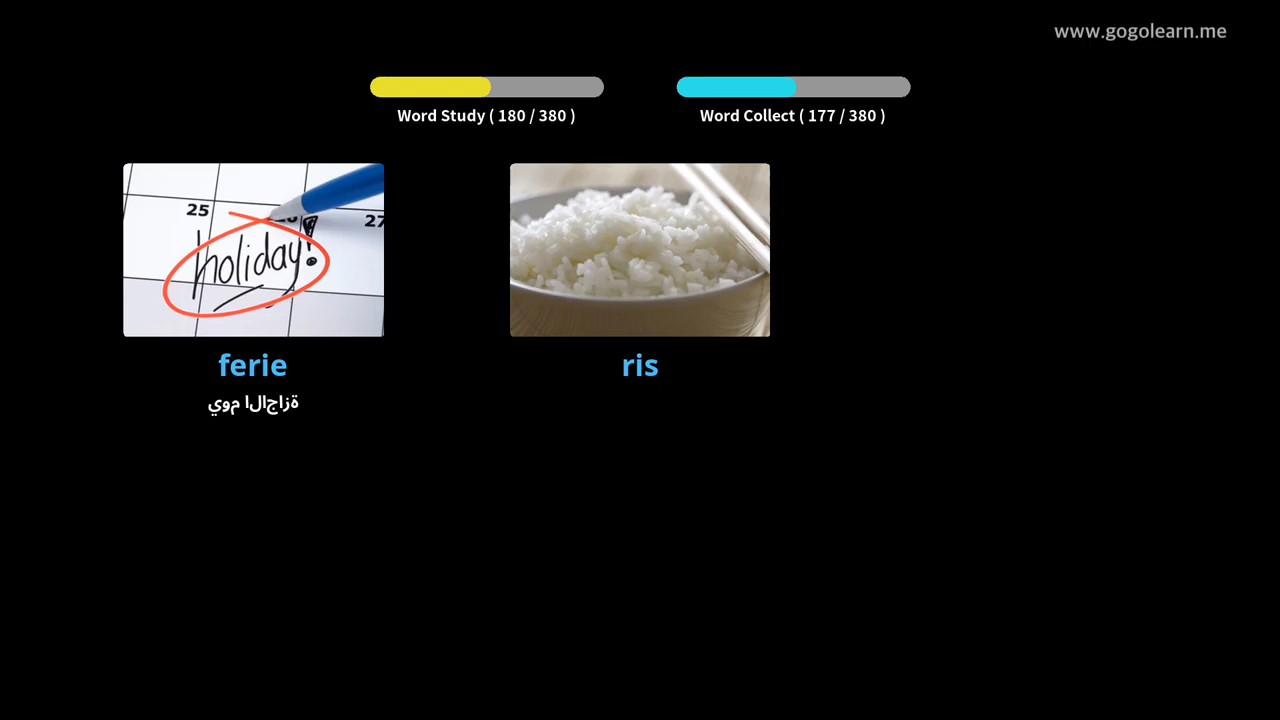 www.gogolearn.me
Word Study ( 180 / 380 )
Word Collect ( 177 / 380 )
25
27
holiday!
ferie
ris
يوم الاجازة